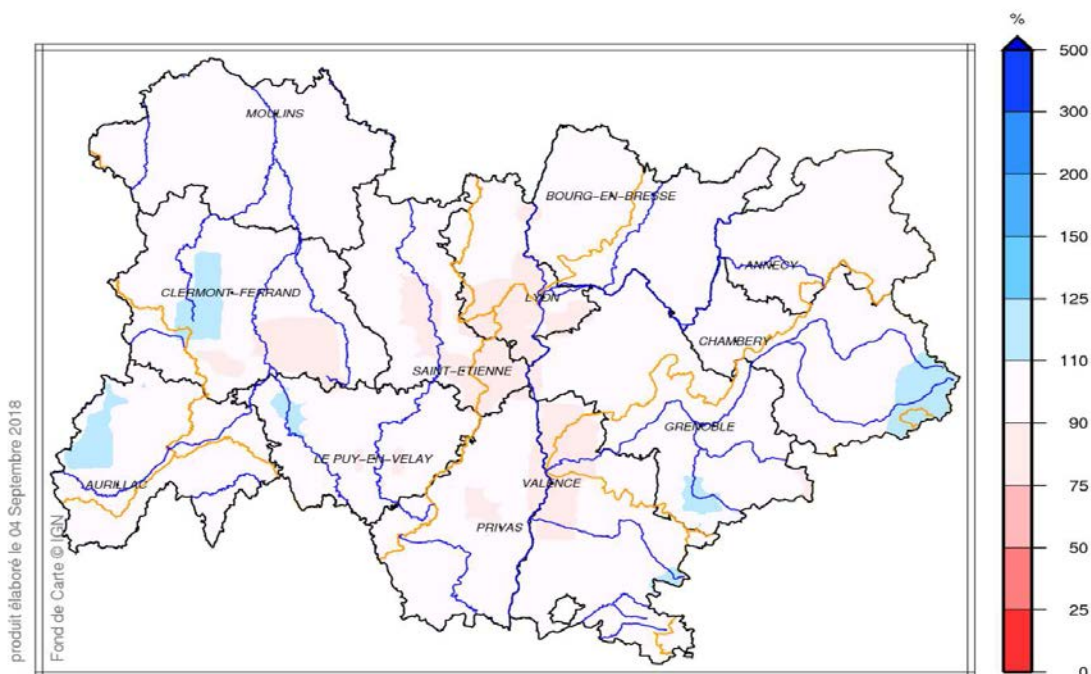 %
500
300
200
150
125
110
90
75
50
25
0
MOULINS
BOURG-EN-BRESSE
ANNECY
CLERMONT-FERRAND
LYON
CHAMBERY
SAINT-ETIENNE
GRENOBLE
LE PUY-EN-VELAY
AURILLAC
VALENCE
PRIVAS
produit élaboré le 04 Septembre 2018
Fond de Carte © IGN